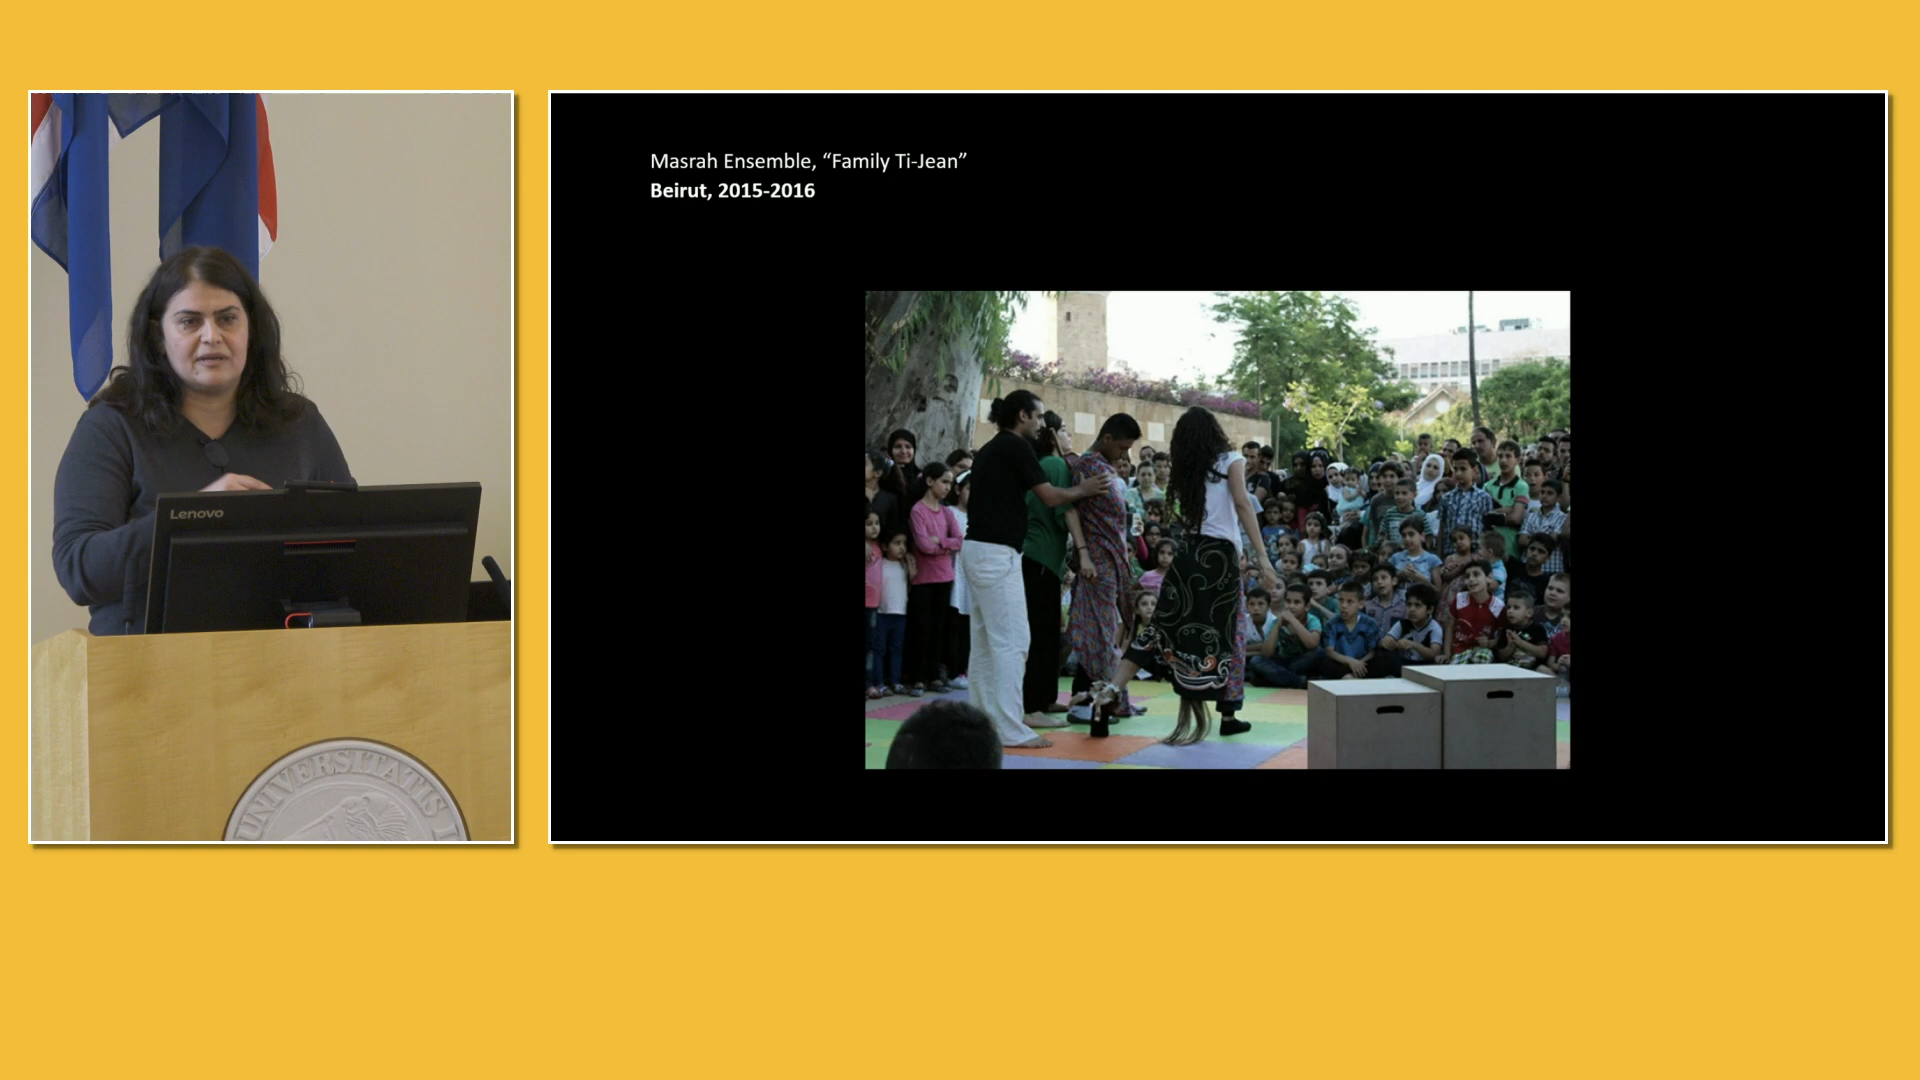 Masrah Ensemble, “Family Ti-Jean”
Beirut, 2015-2016
Lenovo
UNIVERSITATIS